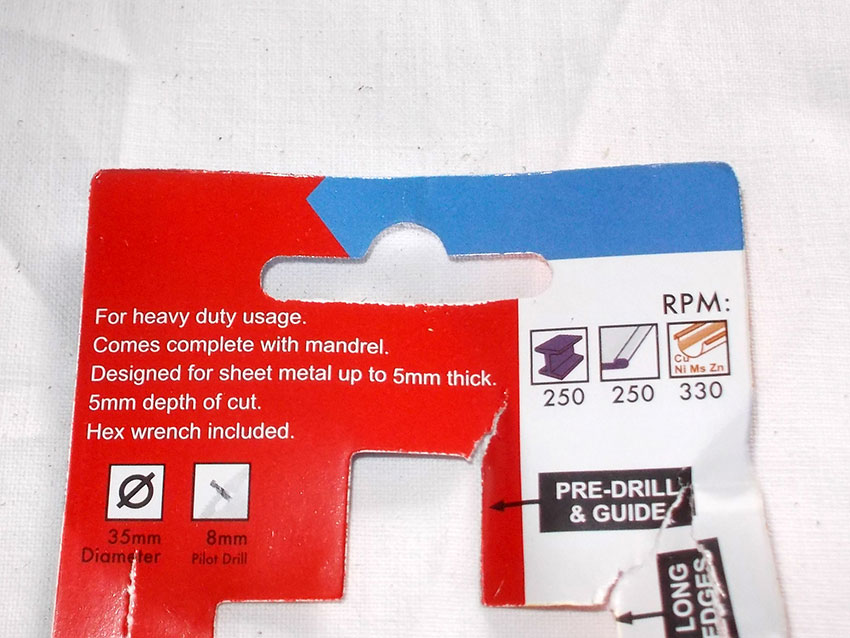 For heavy duty usage.
Comes complete with mandrel.
Designed for sheet metal up to 5mm thick.
5mm depth of cut.
Hex wrench included.
35mm
Diameter
8mm
Pilot Drill
RPM:
Cu
Ni Ms Zn
250
250
330
PRE-DRILL
& GUIDE
LONG
EDGES